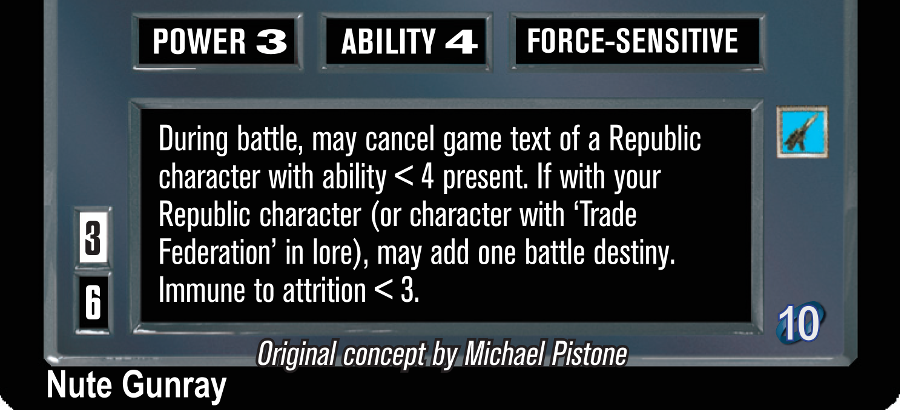 POWER 3 ABILITY 4 FORCE-SENSITIVE
During battle, may cancel game text of a Republic
character with ability < 4 present. If with your
Republic character (or character with ‘Trade
Federation’ in lore), may add one battle destiny.
Immune to attrition < 3.
3
6
10
Original concept by Michael Pistone
Nute Gunray